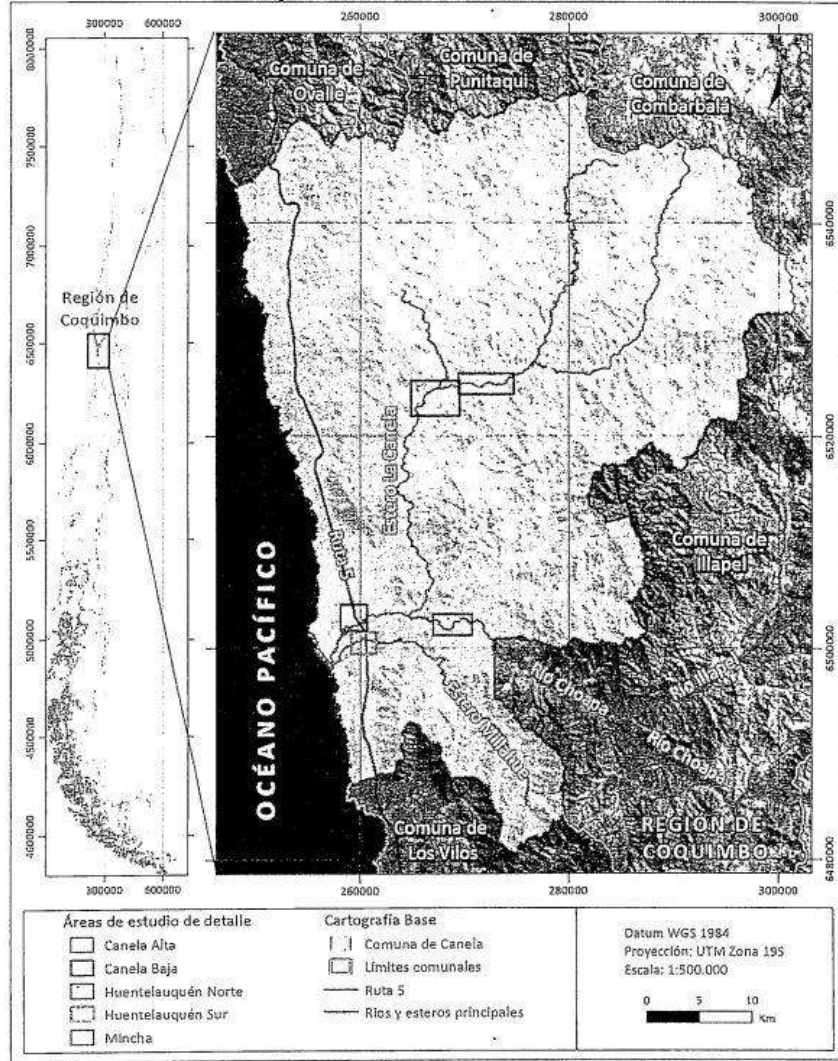 300000 600000
260000 280000 300000
8000000
7500000
7000000
6500000
6000000
5500000
5000000
4500000
4000000
300000 600000
Región de
Coquimbo
Comuna de
Ovalle
Comuna de
Punitaqui
Comuna de
Combarbalá
6540000
6520000
6500000
6480000
Estero La Canela
Ruta 5
OCÉANO PACÍFICO
Comuna de
Illapel
Río Choapa
Río Illapel
Río Choapa
Estero Millahue
Comuna de
Los Vilos
REGIÓN DE
COQUIMBO
260000 280000 300000
Áreas de estudio de detalle
Canela Alta
Canela Baja
Huentelauquén Norte
Huentelauquén Sur
Mincha
Cartografía Base
Comuna de Canela
Límites comunales
Ruta 5
Rios y esteros principales
Datum WGS 1984
Proyección: UTM Zona 19S
Escala: 1:500.000
0 5 10
Km